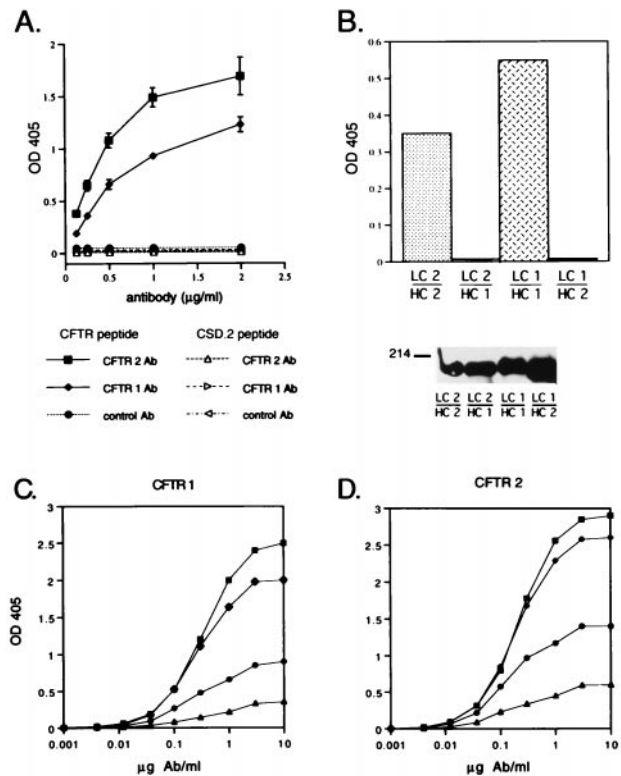 A.
2
1.5
1
0.5
0
OD 405
0 0.5 1 1.5 2 2.5
antibody (µg/ml)
CFTR peptide CSD.2 peptide
CFTR 2 Ab CFTR 2 Ab
CFTR 1 Ab CFTR 1 Ab
control Ab control Ab
B.
0.6
0.5
0.4
0.3
0.2
0.1
0
OD 405
LC 2 LC 2 LC 1 LC 1
HC 2 HC 1 HC 1 HC 2
214
LC 2 LC 2 LC 1 LC 1
HC 2 HC 1 HC 1 HC 2
C.
CFTR 1
3
2.5
2
1.5
1
0.5
0
OD 405
0.001 0.01 0.1 1 10
µg Ab/ml
D.
CFTR 2
3
2.5
2
1.5
1
0.5
0
0.001 0.01 0.1 1 10
µg Ab/ml